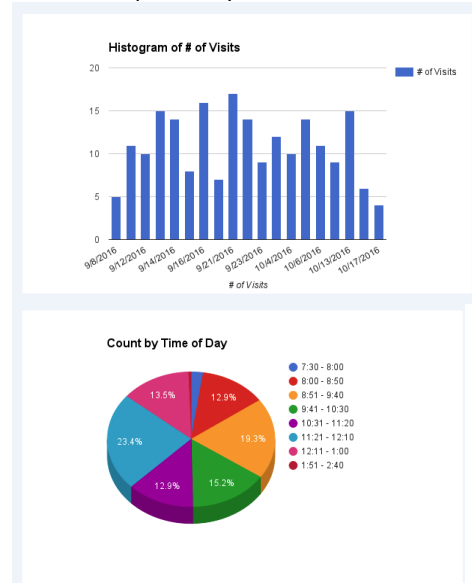 Histogram of # of Visits
20
# of Visits
15
10
5
0
9/8/2016
9/12/2016
9/14/2016
9/16/2016
9/21/2016
9/23/2016
10/4/2016
10/6/2016
10/13/2016
10/17/2016
# of Visits
Count by Time of Day
7:30 - 8:00
8:00 - 8:50
8:51 - 9:40
9:41 - 10:30
10:31 - 11:20
11:21 - 12:10
12:11 - 1:00
1:51 - 2:40
13.5%
12.9%
23.4%
19.3%
12.9%
15.2%